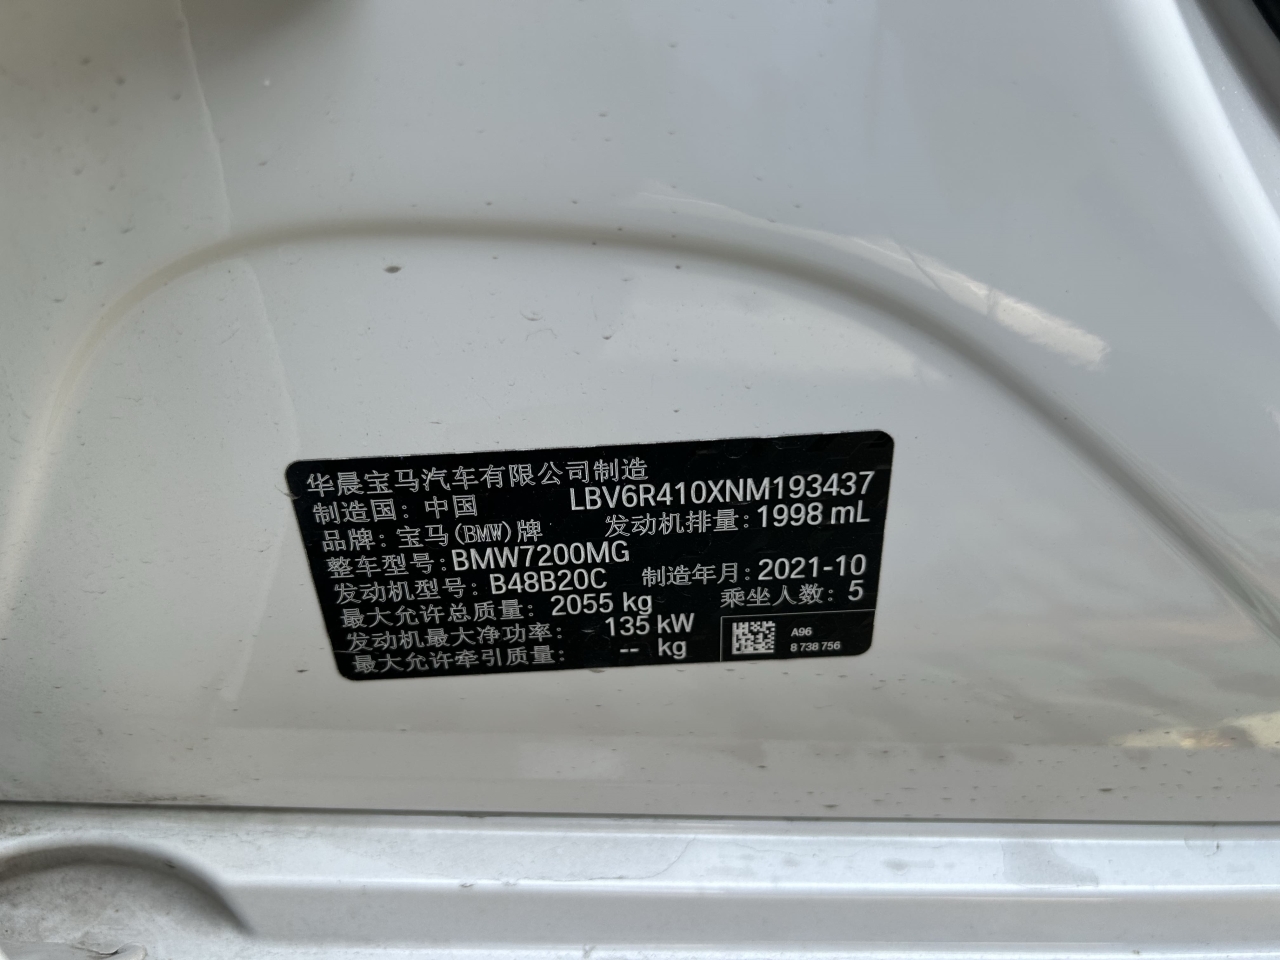 华晨宝马汽车有限公司制造
制造国: 中国 LBV6R410XNM193437
品牌: 宝马(BMW)牌 发动机排量: 1998 mL
整车型号: BMW7200MG
发动机型号: B48B20C 制造年月: 2021-10
最大允许总质量: 2055 kg 乘坐人数: 5
发动机最大净功率: 135 kW
最大允许牵引质量: -- kg
A96
8 738 756